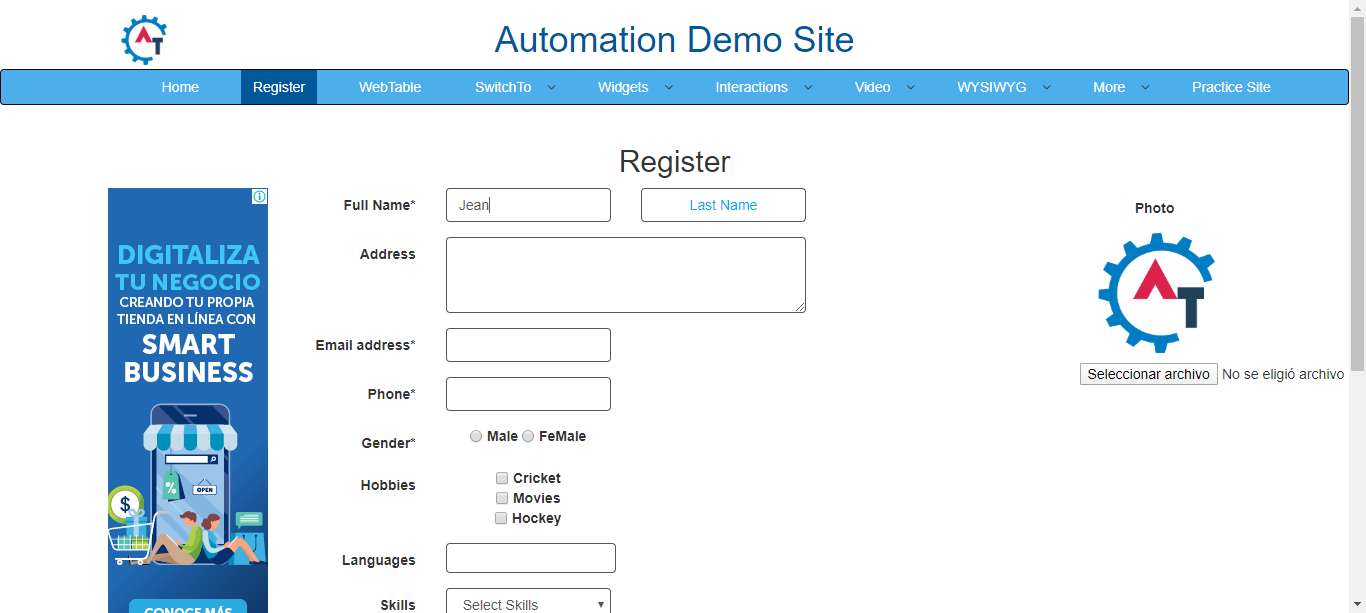 Automation Demo Site
Home Register WebTable SwitchTo Widgets Interactions Video WYSIWYG More Practice Site
Register
DIGITALIZA
TU NEGOCIO
CREANDO TU PROPIA
TIENDA EN LÍNEA CON
SMART
BUSINESS
%
OPEN
$
CONOCE MÁS
Full Name* Jean Last Name
Address
Email address*
Phone*
Gender* Male FeMale
Hobbies Cricket
Movies
Hockey
Languages
Skills Select Skills
Photo
AT
Seleccionar archivo No se eligió archivo